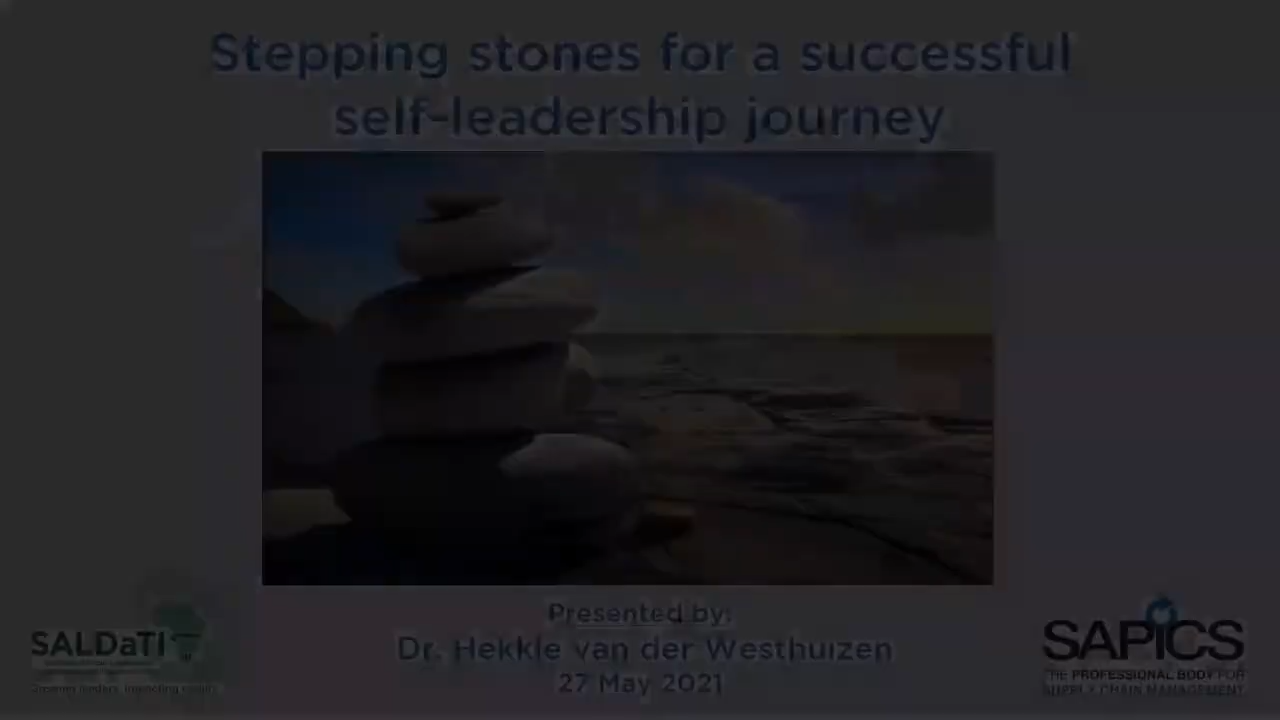 Stepping stones for a successful
self-leadership journey
Presented by:
Dr. Hekkie van der Westhuizen
27 May 2021
SALDaTI
SAPICS
THE PROFESSIONAL BODY FOR
SUPPLY CHAIN MANAGEMENT